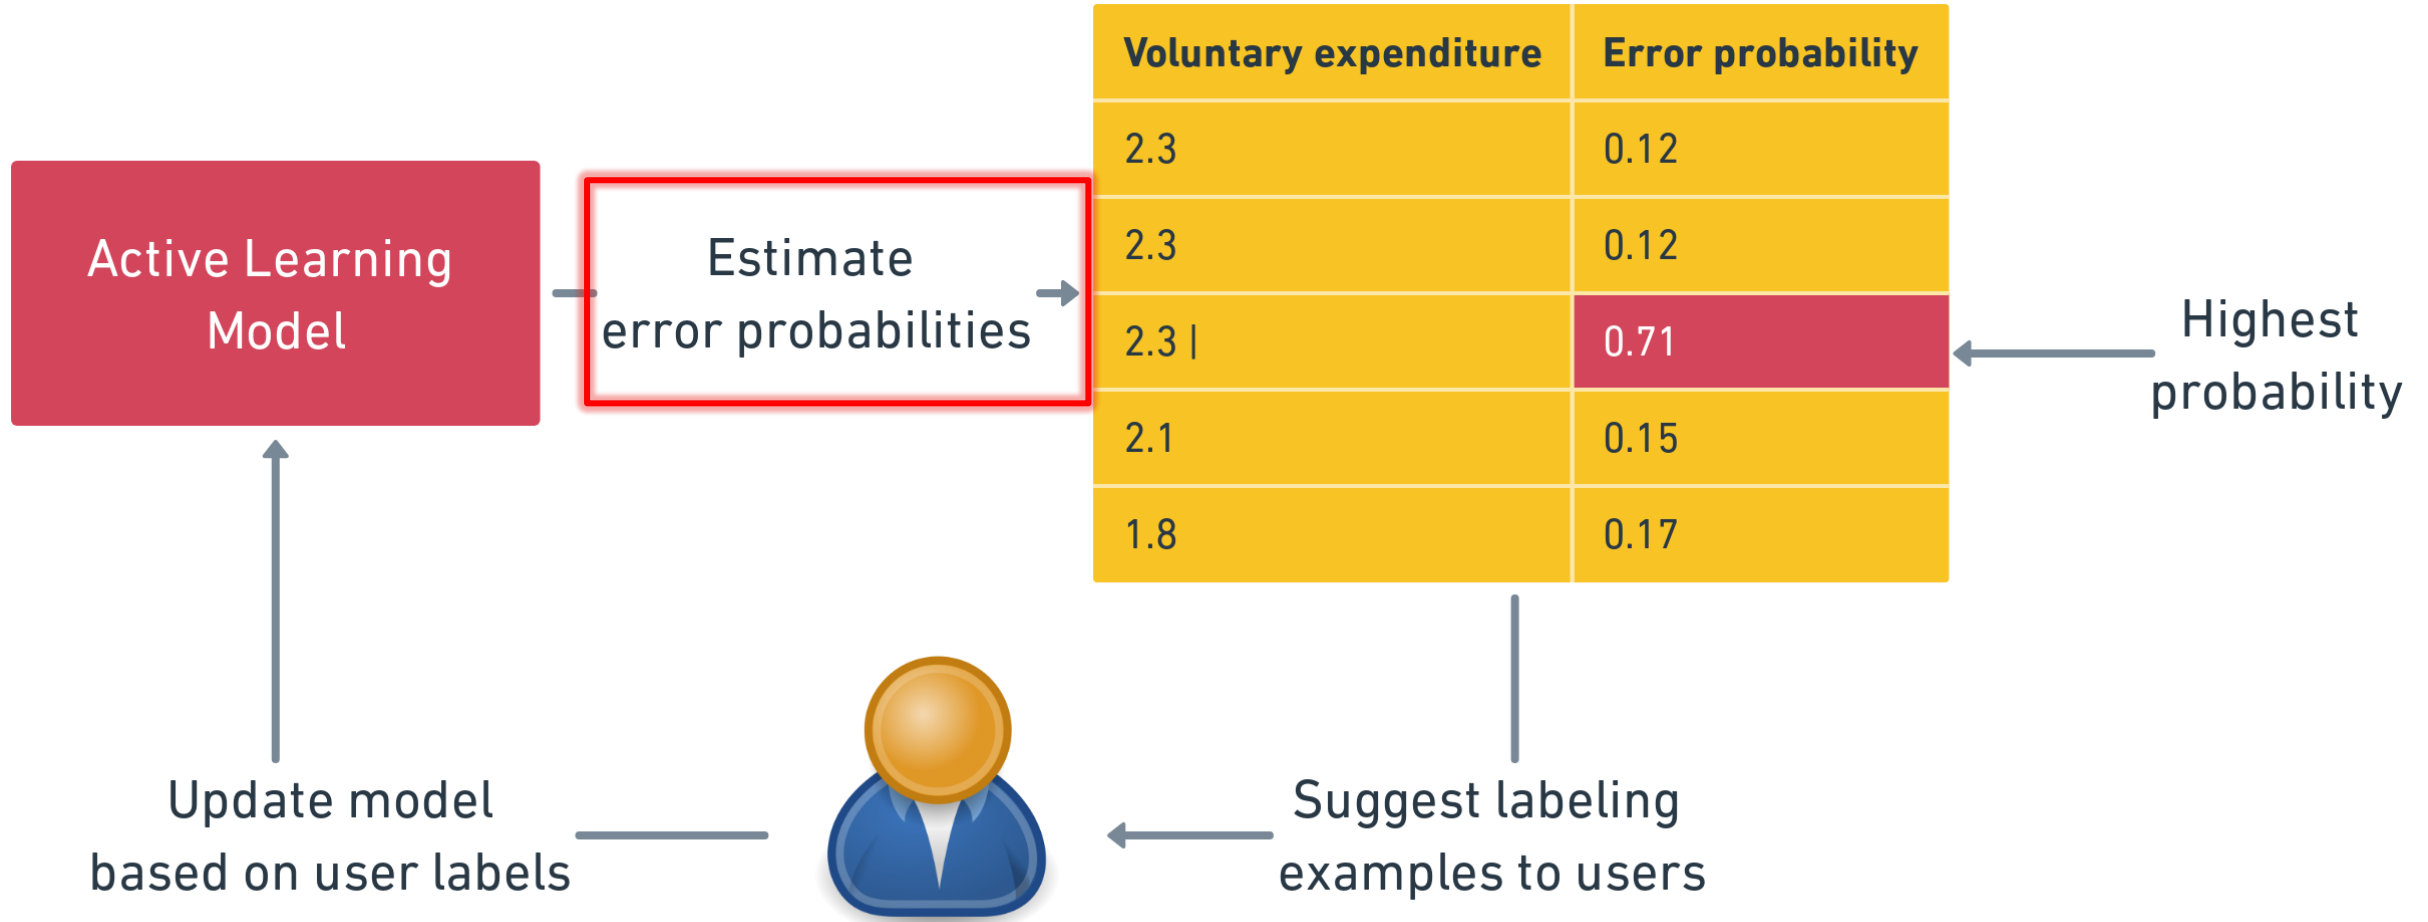 Voluntary expenditure Error probability
2.3 0.12
2.3 0.12
2.3 | 0.71
2.1 0.15
1.8 0.17
Active Learning
Model
Estimate
error probabilities
Highest
probability
Suggest labeling
examples to users
Update model
based on user labels